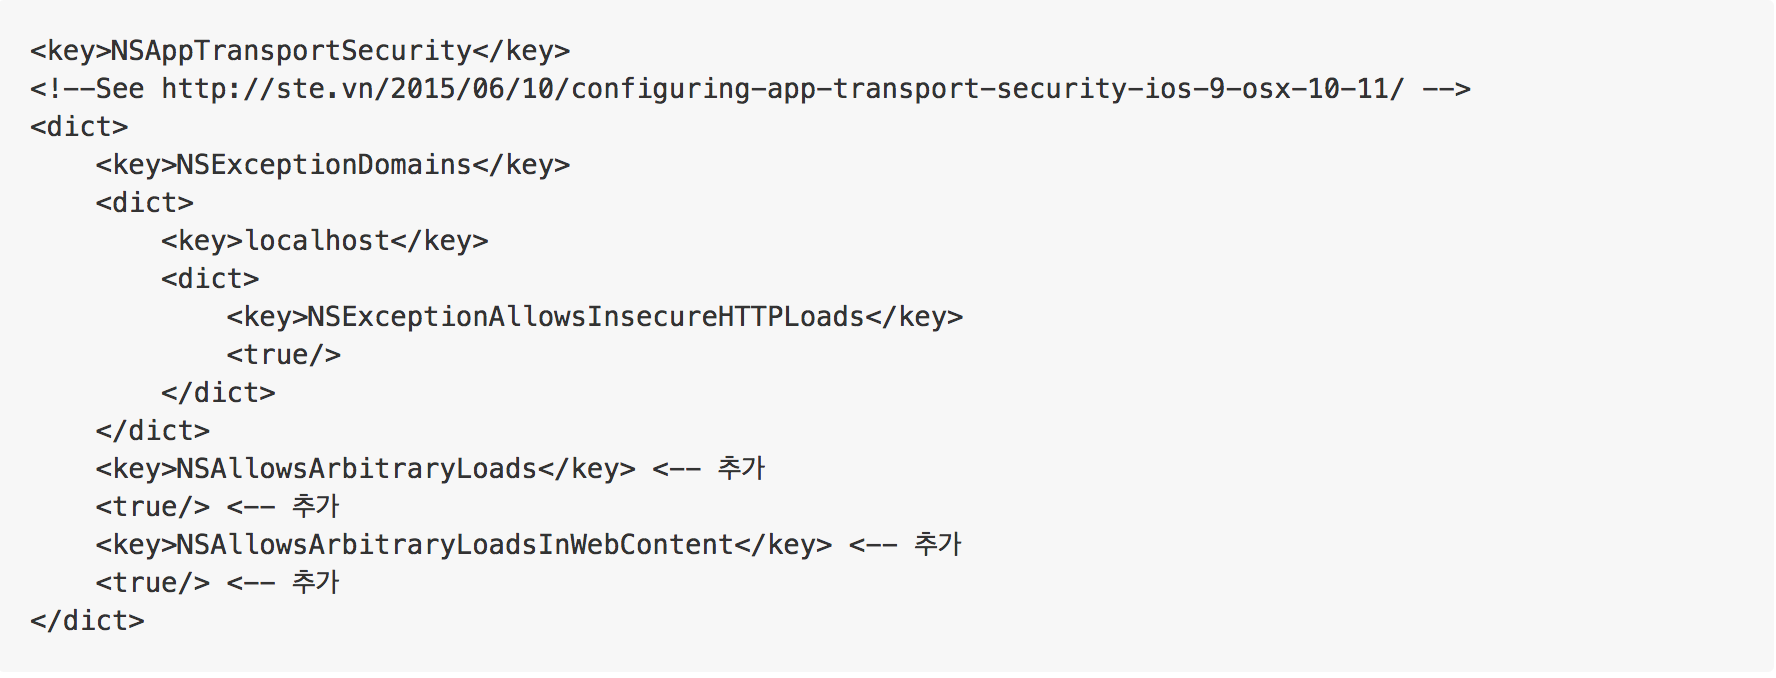 <key>NSAppTransportSecurity</key>
<!--See http://ste.vn/2015/06/10/configuring-app-transport-security-ios-9-osx-10-11/ -->
<dict>
    <key>NSExceptionDomains</key>
    <dict>
        <key>localhost</key>
        <dict>
            <key>NSExceptionAllowsInsecureHTTPLoads</key>
            <true/>
        </dict>
    </dict>
    <key>NSAllowsArbitraryLoads</key> <-- 추가
    <true/> <-- 추가
    <key>NSAllowsArbitraryLoadsInWebContent</key> <-- 추가
    <true/> <-- 추가
</dict>